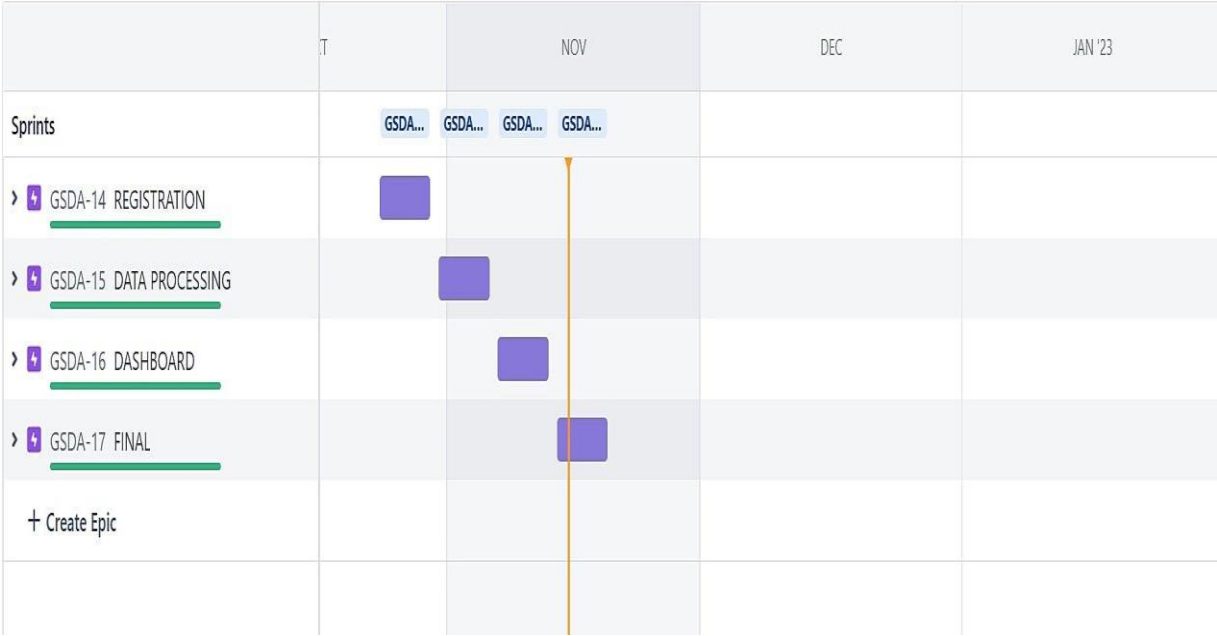 NOV DEC JAN '23
Sprints GSDA... GSDA... GSDA... GSDA...
GSDA-14 REGISTRATION
GSDA-15 DATA PROCESSING
GSDA-16 DASHBOARD
GSDA-17 FINAL
+ Create Epic